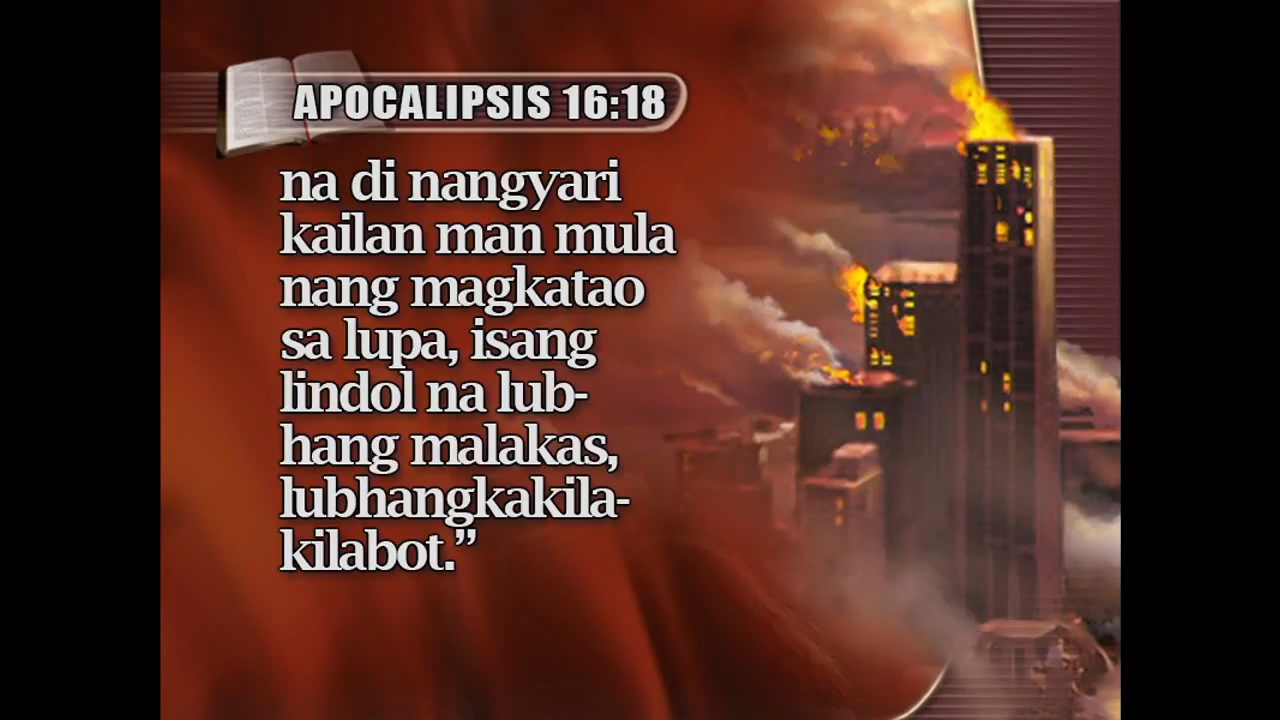 APOCALIPSIS 16:18
na di nangyari
kailan man mula
nang magkatao
sa lupa, isang
lindol na lub-
hang malakas,
lubhangkakila-
kilabot.”